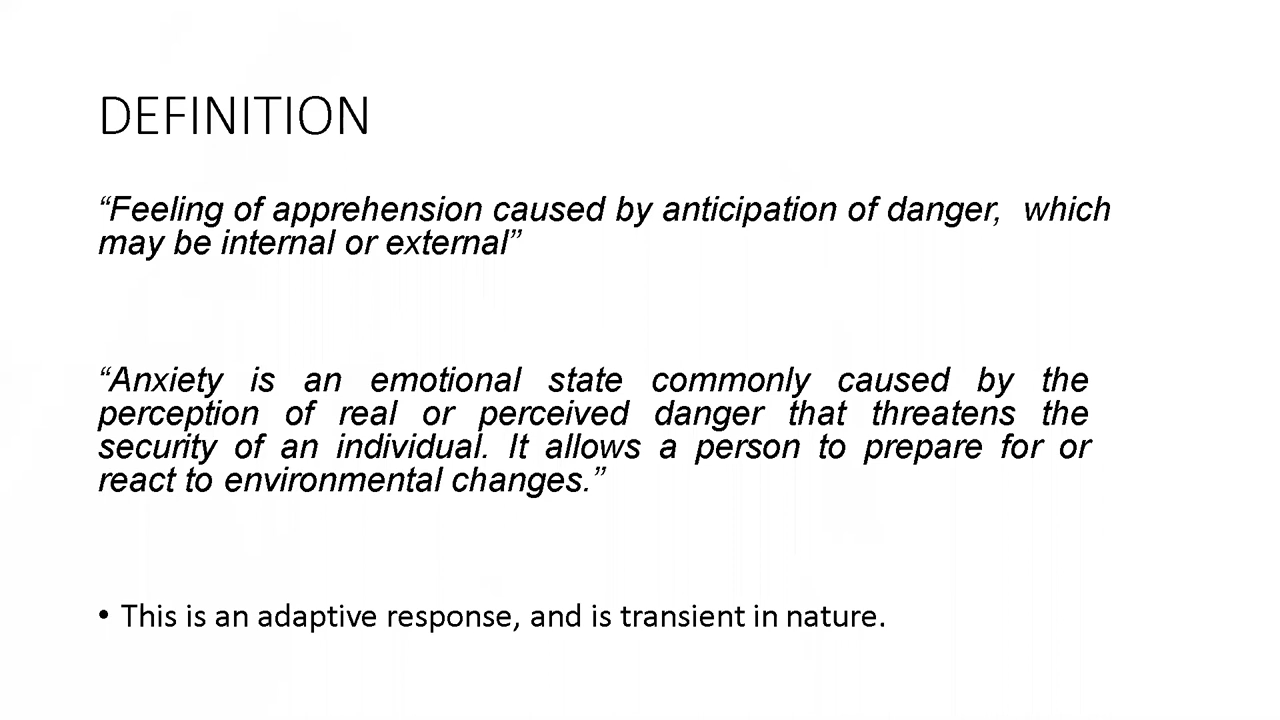 DEFINITION
“Feeling of apprehension caused by anticipation of danger, which
may be internal or external”
“Anxiety is an emotional state commonly caused by the
perception of real or perceived danger that threatens the
security of an individual. It allows a person to prepare for or
react to environmental changes.”
• This is an adaptive response, and is transient in nature.